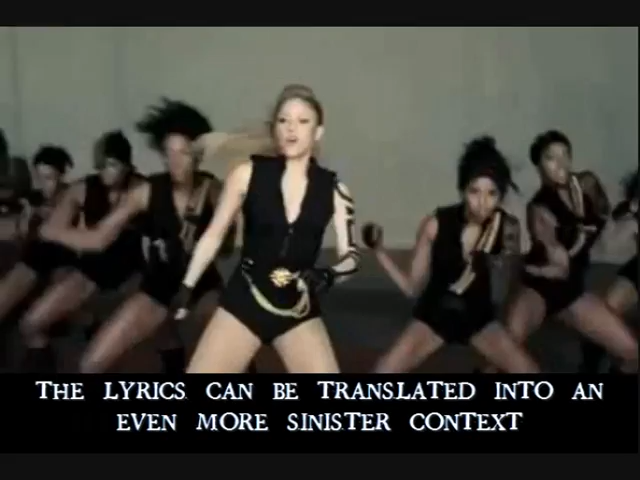 THE LYRICS CAN BE TRANSLATED INTO AN
EVEN MORE SINISTER CONTEXT